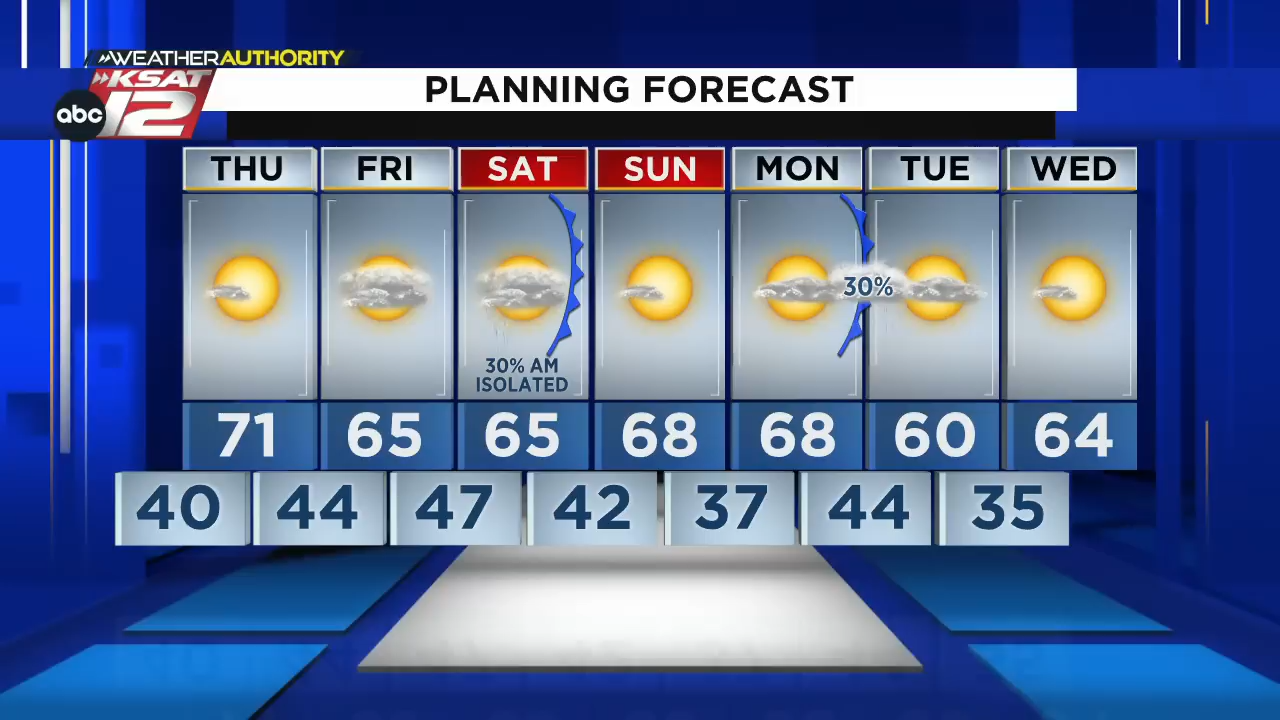 WEATHERAUTHORITY
KSAT
abc 12
PLANNING FORECAST
THU FRI SAT SUN MON TUE WED
30%
30% AM
ISOLATED
71 65 65 68 68 60 64
40 44 47 42 37 44 35